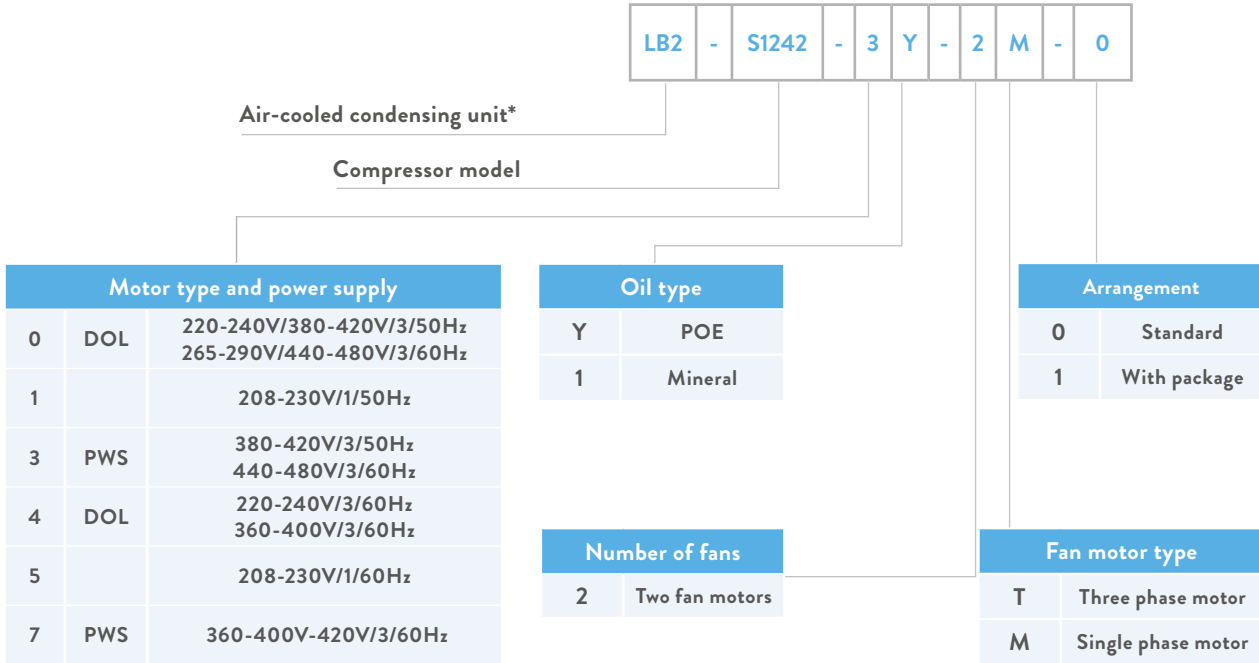 LB2 - S1242 - 3 Y - 2 M - 0
Air-cooled condensing unit*
Compressor model
Motor type and power supply
0 DOL 220-240V/380-420V/3/50Hz
265-290V/440-480V/3/60Hz
1 208-230V/1/50Hz
3 PWS 380-420V/3/50Hz
440-480V/3/60Hz
4 DOL 220-240V/3/60Hz
360-400V/3/60Hz
5 208-230V/1/60Hz
7 PWS 360-400V-420V/3/60Hz
Oil type
Y POE
1 Mineral
Number of fans
2 Two fan motors
Arrangement
0 Standard
1 With package
Fan motor type
T Three phase motor
M Single phase motor